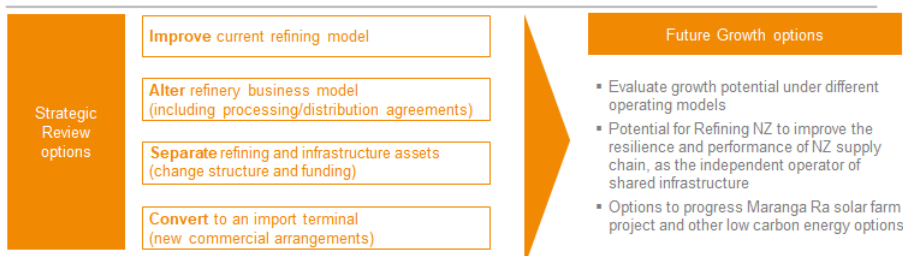 Strategic
Review
options
Improve current refining model
Alter refinery business model
(including processing/distribution agreements)
Separate refining and infrastructure assets
(change structure and funding)
Convert to an import terminal
(new commercial arrangements)
Future Growth options
▪ Evaluate growth potential under different
operating models
▪ Potential for Refining NZ to improve the
resilience and performance of NZ supply
chain, as the independent operator of
shared infrastructure
▪ Options to progress Maranga Ra solar farm
project and other low carbon energy options